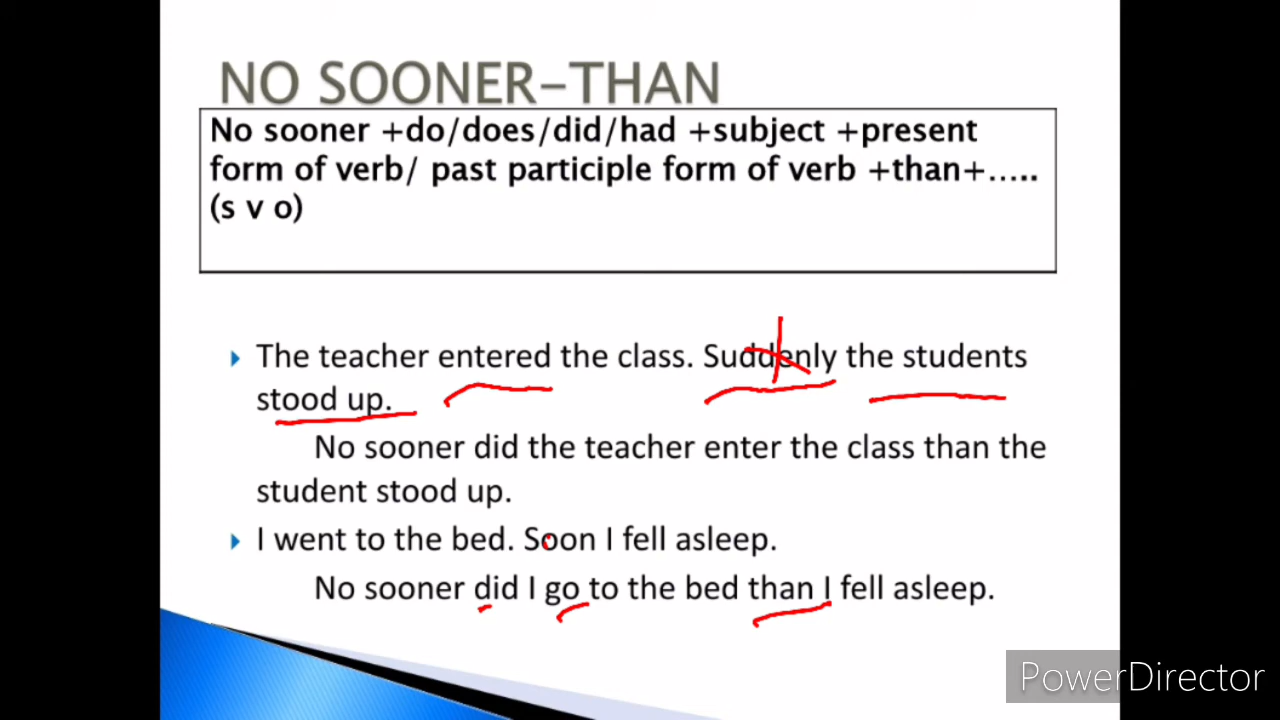 NO SOONER-THAN
No sooner +do/does/did/had +subject +present
form of verb/ past participle form of verb +than+.....
(s v o)
The teacher entered the class. Suddenly the students
stood up.
No sooner did the teacher enter the class than the
student stood up.
I went to the bed. Soon I fell asleep.
No sooner did I go to the bed than I fell asleep.
PowerDirector